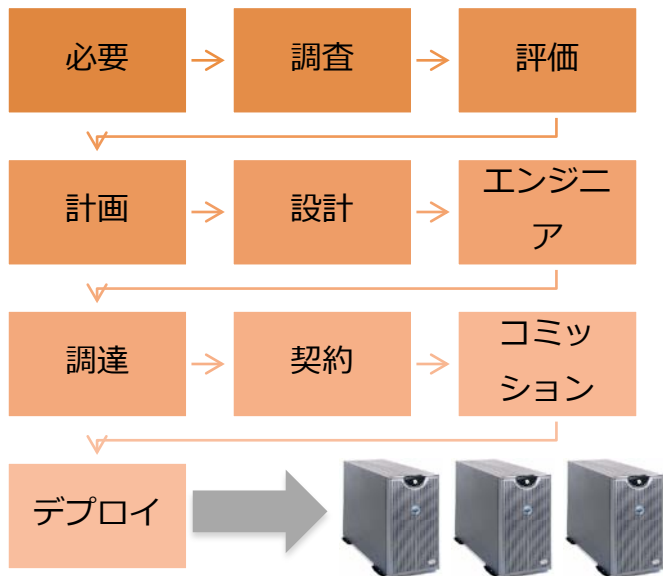 必要
調査
評価
計画
設計
エンジニ
ア
調達
契約
コミッ
ション
デプロイ